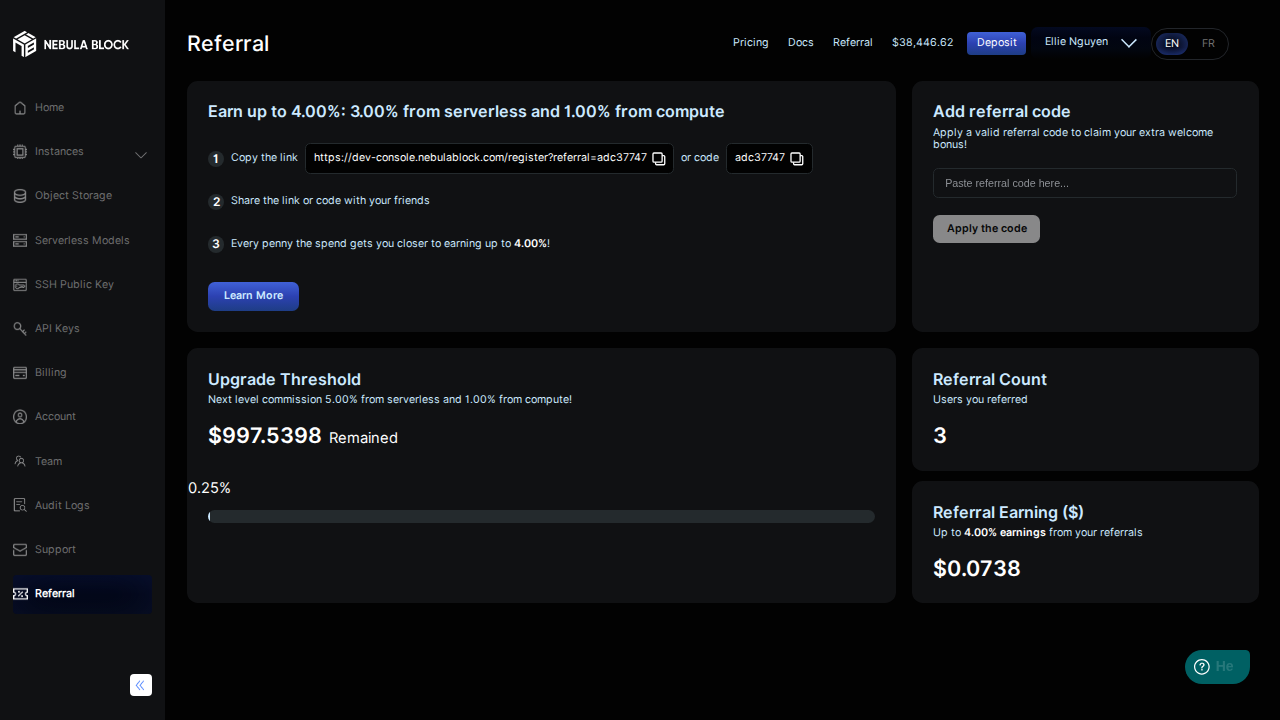 NEBULA BLOCK
Home
Instances
Object Storage
Serverless Models
SSH Public Key
API Keys
Billing
Account
Team
Audit Logs
Support
Referral
Referral
Pricing
Docs
Referral
$38,446.62
Deposit
Ellie Nguyen
EN
FR
Earn up to 4.00%: 3.00% from serverless and 1.00% from compute
1 Copy the link https://dev-console.nebulablock.com/register?referral=adc37747 or code adc37747
2 Share the link or code with your friends
3 Every penny the spend gets you closer to earning up to 4.00%!
Learn More
Add referral code
Apply a valid referral code to claim your extra welcome
bonus!
Paste referral code here...
Apply the code
Upgrade Threshold
Next level commission 5.00% from serverless and 1.00% from compute!
$997.5398 Remained
0.25%
Referral Count
Users you referred
3
Referral Earning ($)
Up to 4.00% earnings from your referrals
$0.0738
He